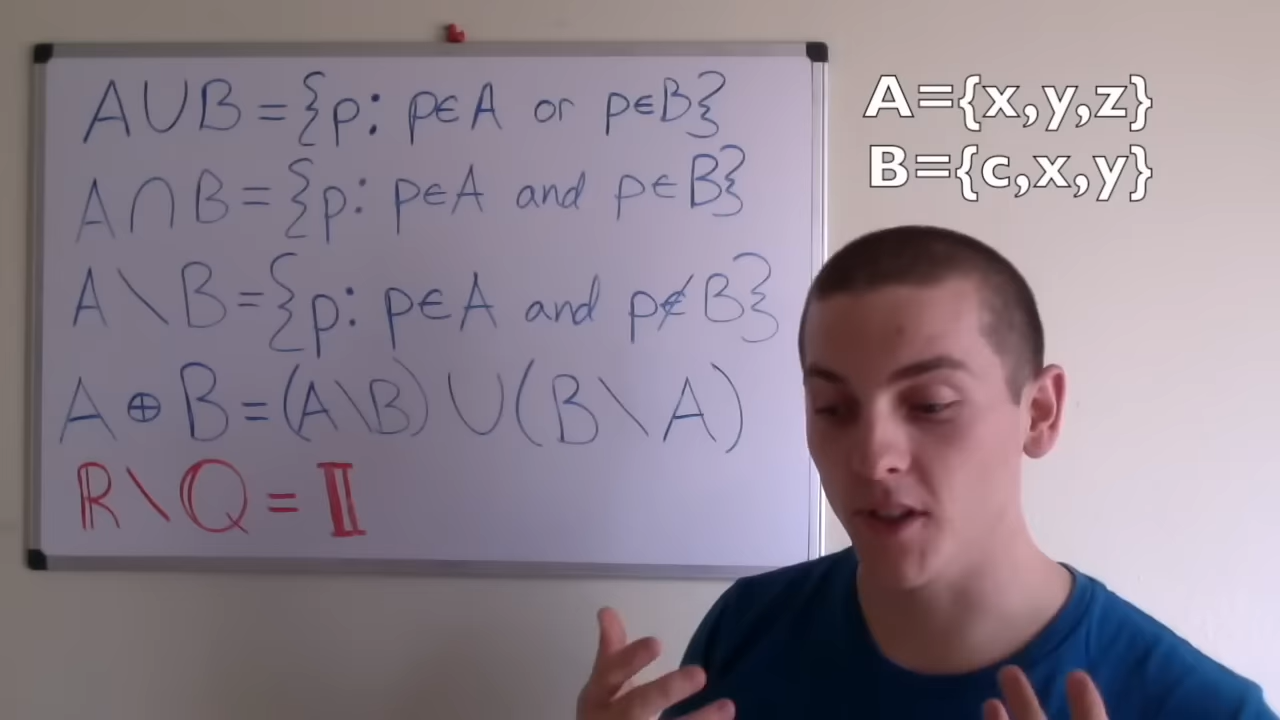 A∪B={p: p∈A or p∈B}
A∩B={p: p∈A and p∈B}
A\B={p: p∈A and p∉B}
A⊕B=(A\B)∪(B\A)
ℝ\ℚ=𝕀
A={x,y,z}
B={c,x,y}